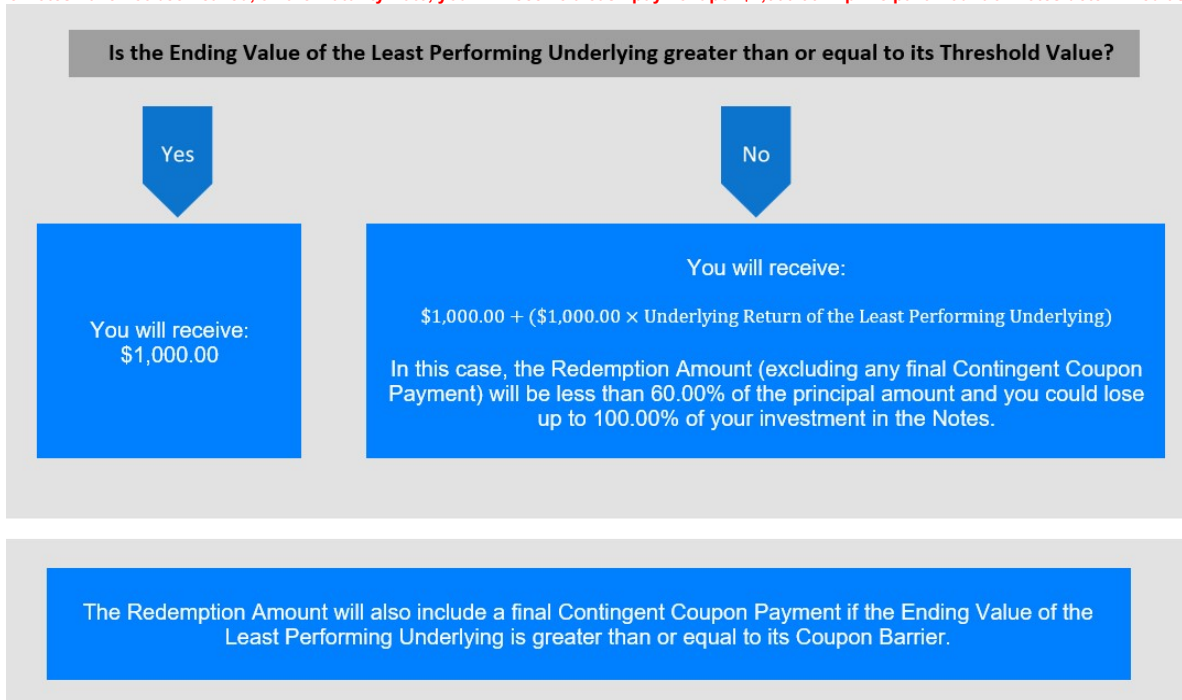 Is the Ending Value of the Least Performing Underlying greater than or equal to its Threshold Value?
Yes
No
You will receive:
$1,000.00
You will receive:
$1,000.00 + ($1,000.00 × Underlying Return of the Least Performing Underlying)
In this case, the Redemption Amount (excluding any final Contingent Coupon
Payment) will be less than 60.00% of the principal amount and you could lose
up to 100.00% of your investment in the Notes.
The Redemption Amount will also include a final Contingent Coupon Payment if the Ending Value of the
Least Performing Underlying is greater than or equal to its Coupon Barrier.